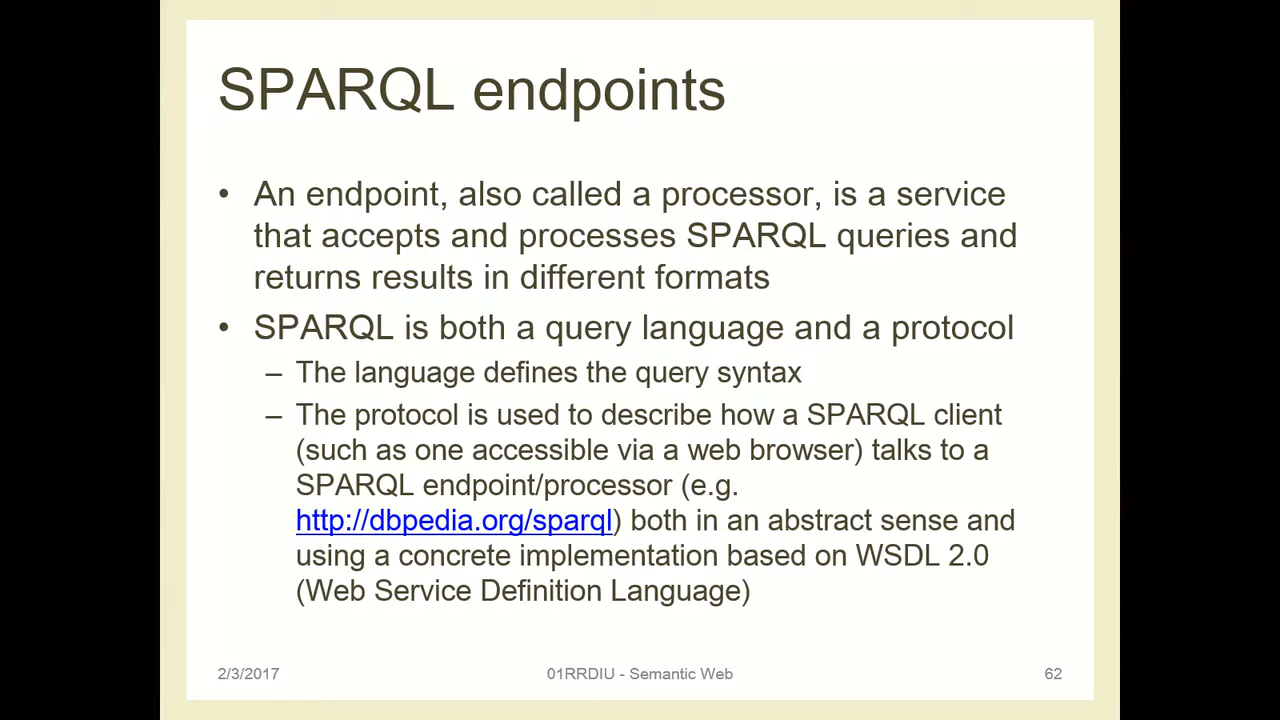 SPARQL endpoints
• An endpoint, also called a processor, is a service
that accepts and processes SPARQL queries and
returns results in different formats
• SPARQL is both a query language and a protocol
– The language defines the query syntax
– The protocol is used to describe how a SPARQL client
(such as one accessible via a web browser) talks to a
SPARQL endpoint/processor (e.g.
http://dbpedia.org/sparql) both in an abstract sense and
using a concrete implementation based on WSDL 2.0
(Web Service Definition Language)
2/3/2017 01RRDIU - Semantic Web 62